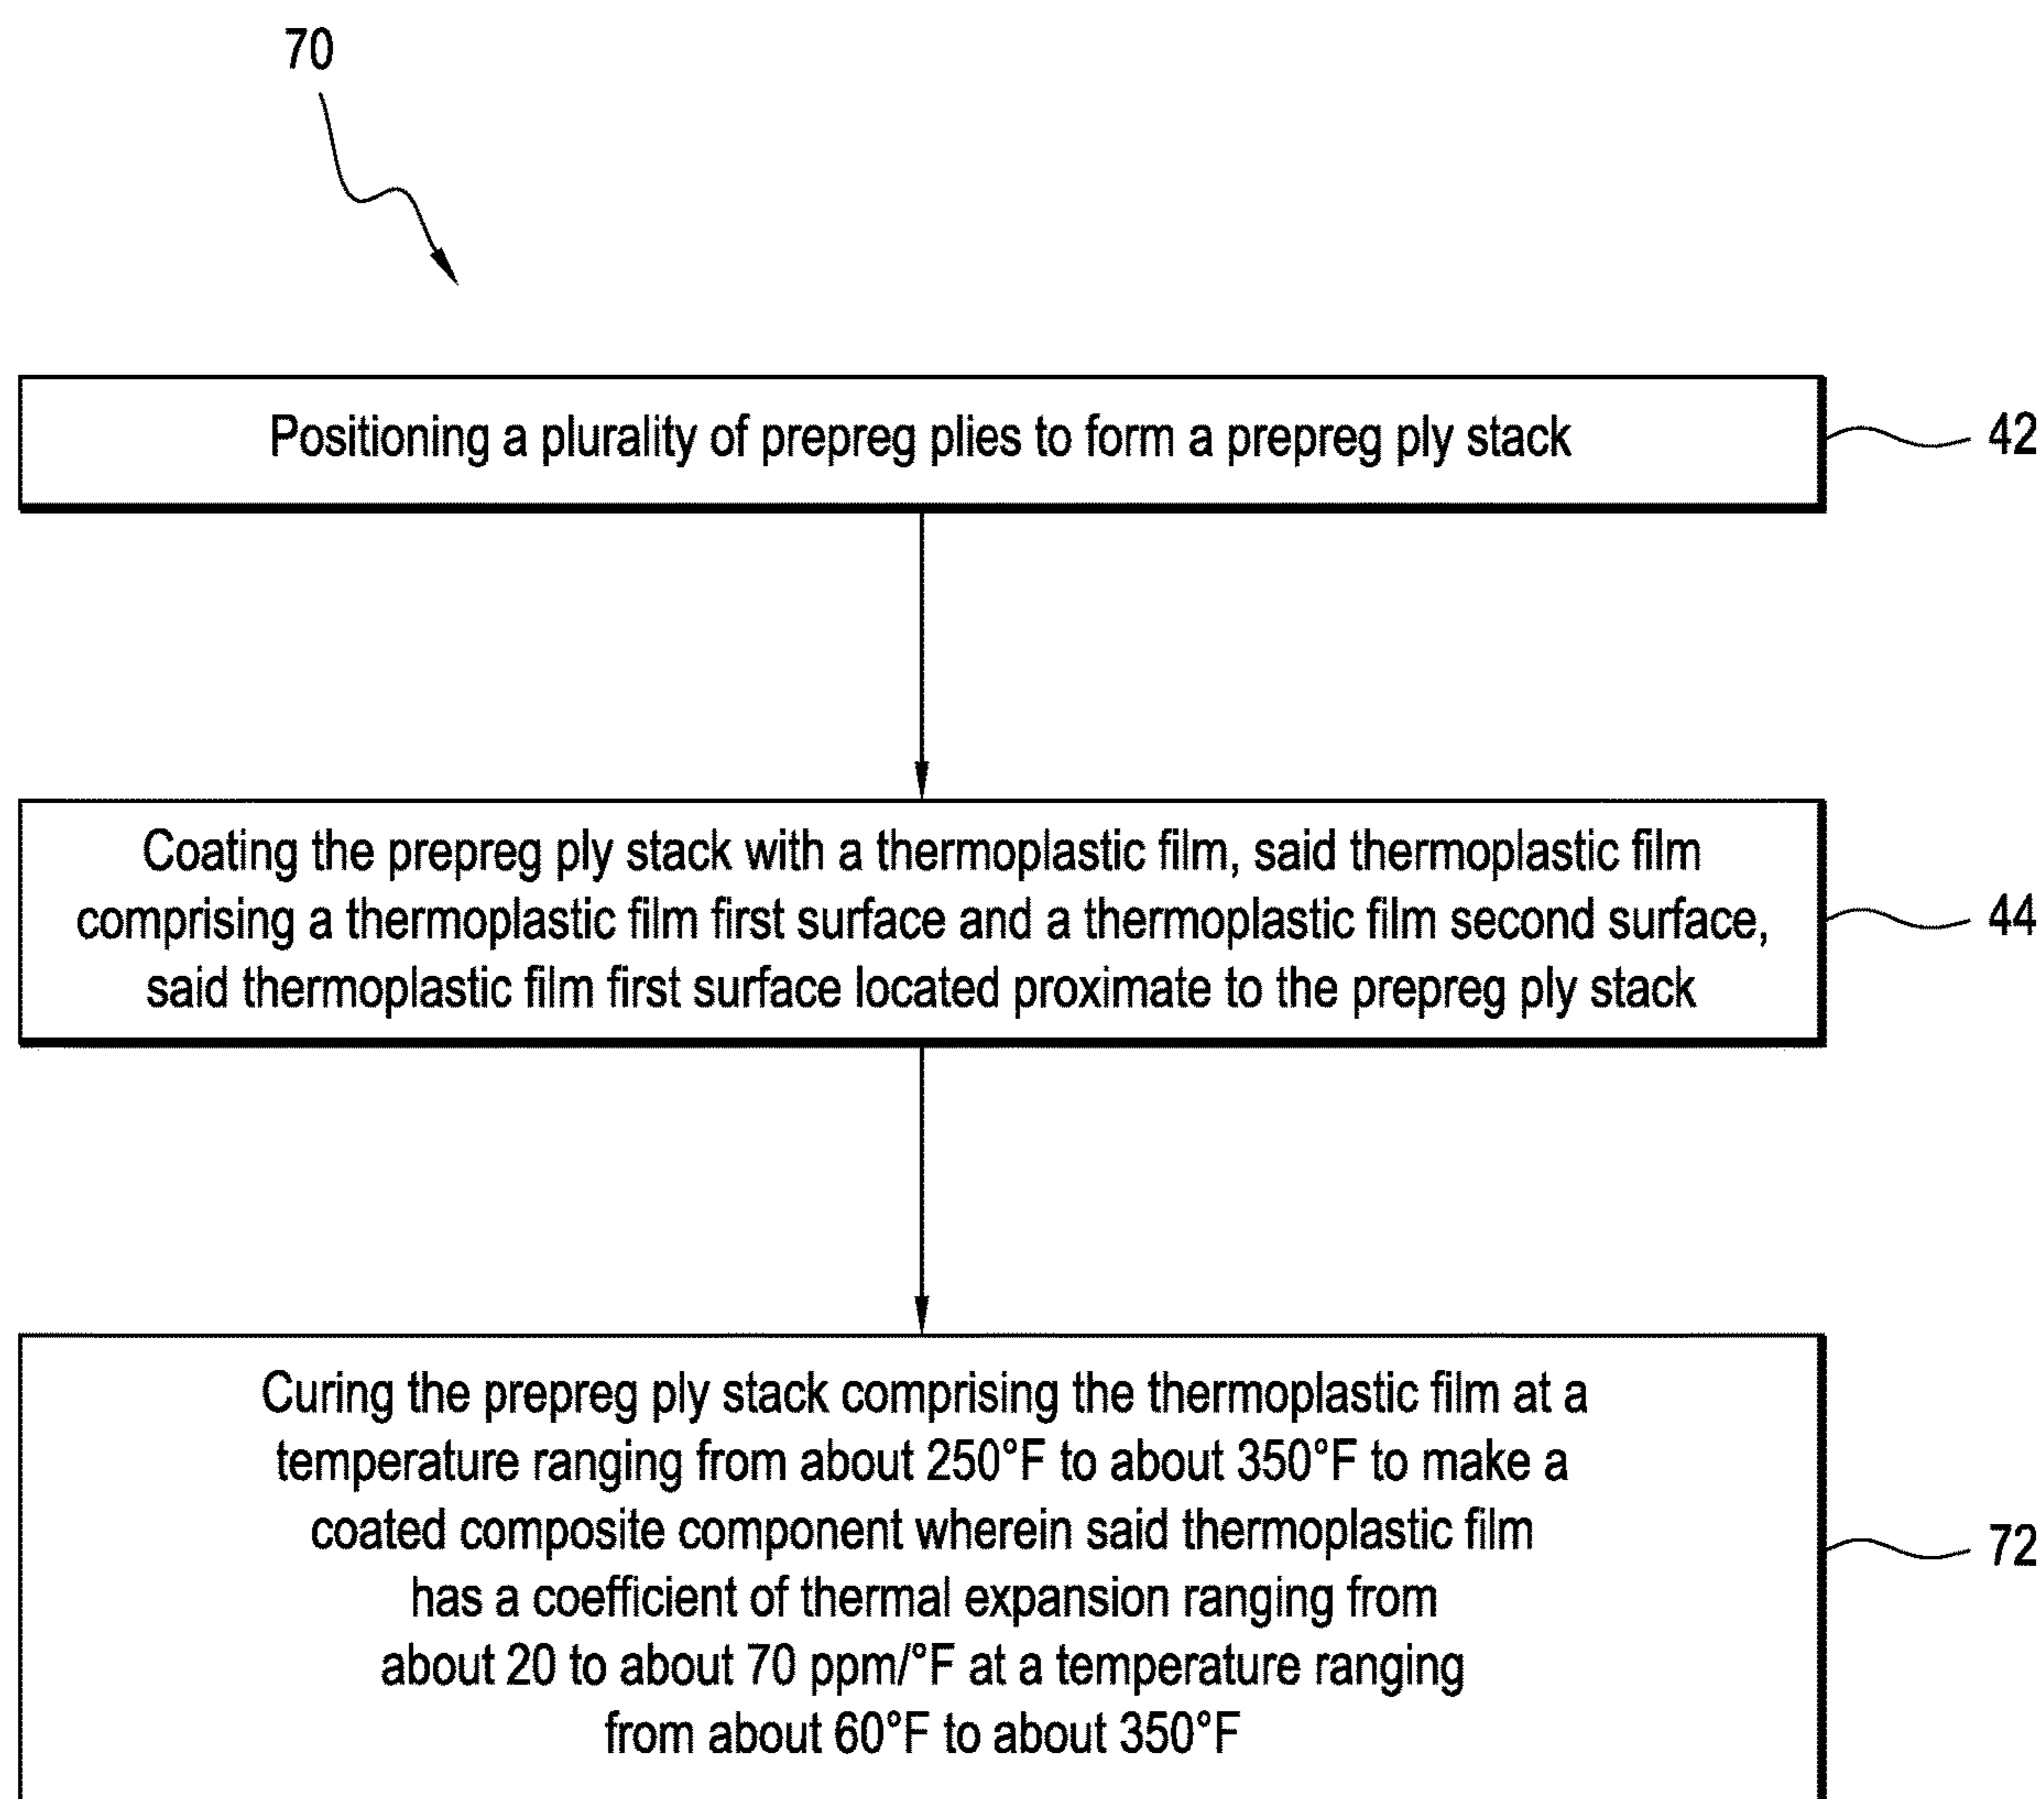 70
Positioning a plurality of prepreg plies to form a prepreg ply stack
42
Coating the prepreg ply stack with a thermoplastic film, said thermoplastic film
comprising a thermoplastic film first surface and a thermoplastic film second surface,
said thermoplastic film first surface located proximate to the prepreg ply stack
44
Curing the prepreg ply stack comprising the thermoplastic film at a
temperature ranging from about 250°F to about 350°F to make a
coated composite component wherein said thermoplastic film
has a coefficient of thermal expansion ranging from
about 20 to about 70 ppm/°F at a temperature ranging
from about 60°F to about 350°F
72